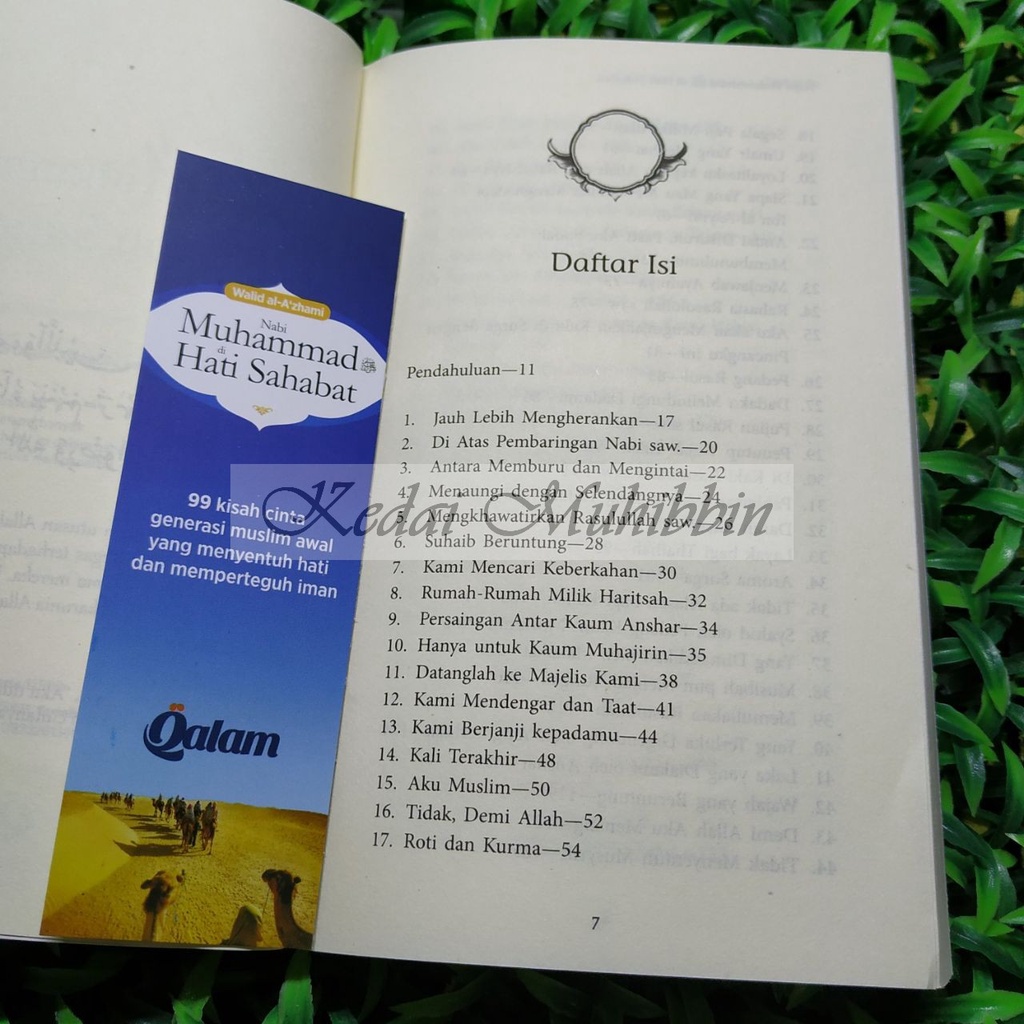 Walid al-A'zhami
Nabi
Muhammad ﷺ
di
Hati Sahabat
99 kisah cinta
generasi muslim awal
yang menyentuh hati
dan memperteguh iman
Qalam
Daftar Isi
Pendahuluan—11
1. Jauh Lebih Mengherankan—17
2. Di Atas Pembaringan Nabi saw.—20
3. Antara Memburu dan Mengintai—22
4. Menaungi dengan Selendangnya—24
5. Mengkhawatirkan Rasulullah saw.—26
6. Suhaib Beruntung—28
7. Kami Mencari Keberkahan—30
8. Rumah-Rumah Milik Haritsah—32
9. Persaingan Antar Kaum Anshar—34
10. Hanya untuk Kaum Muhajirin—35
11. Datanglah ke Majelis Kami—38
12. Kami Mendengar dan Taat—41
13. Kami Berjanji kepadamu—44
14. Kali Terakhir—48
15. Aku Muslim—50
16. Tidak, Demi Allah—52
17. Roti dan Kurma—54
7
Kedai Muhibbin